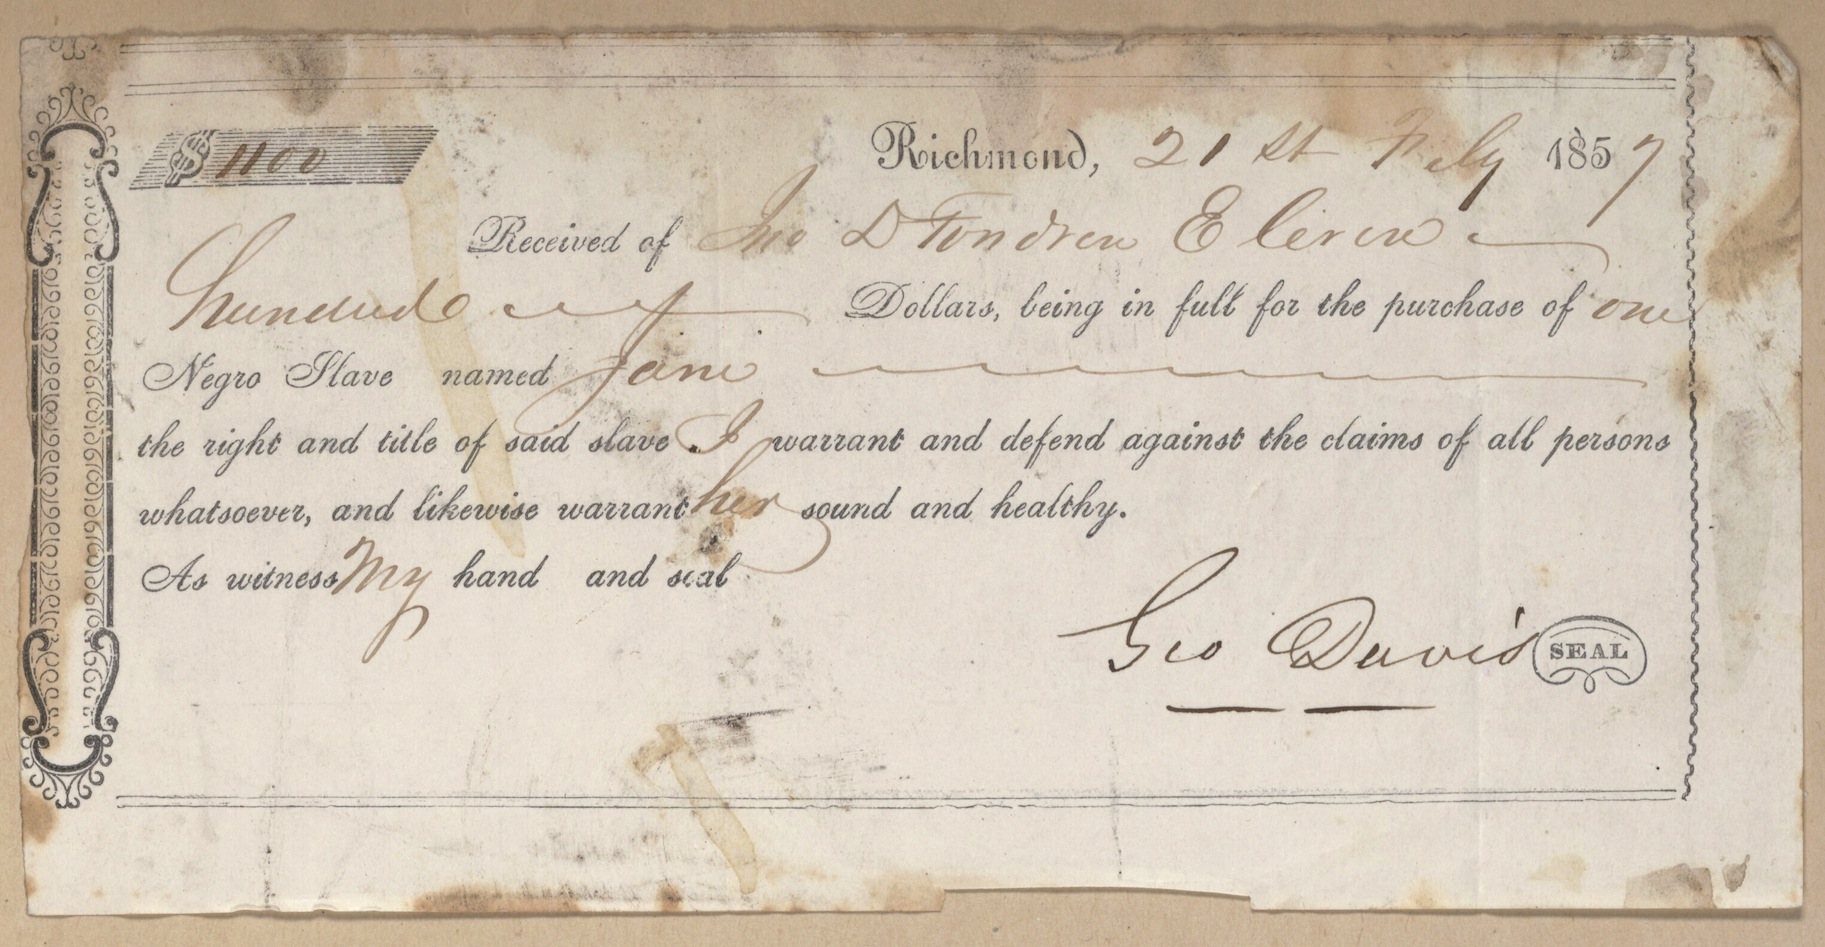 $ 1100
Richmond, 21st Feby 1857
Received of Jno D Fondren Eleven
hundred Dollars, being in full for the purchase of one
Negro Slave named Jane
the right and title of said slave I warrant and defend against the claims of all persons
whatsoever, and likewise warrant her sound and healthy.
As witness My hand and seal
Geo Davis SEAL